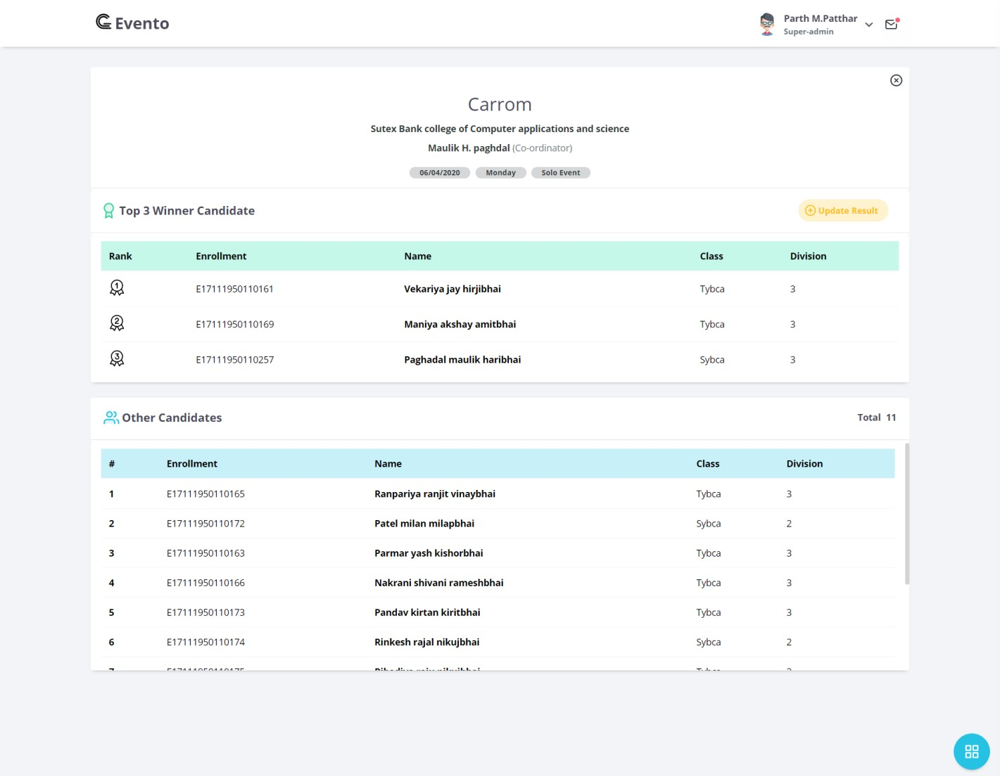 Evento
Parth M.Patthar
Super-admin
Carrom
Sutex Bank college of Computer applications and science
Maulik H. paghdal (Co-ordinator)
06/04/2020 Monday Solo Event
Top 3 Winner Candidate
Update Result
Rank Enrollment Name Class Division
1 E17111950110161 Vekariya jay hirjibhai Tybca 3
2 E17111950110169 Maniya akshay amitbhai Tybca 3
3 E17111950110257 Paghadal maulik haribhai Sybca 3
Other Candidates
Total 11
# Enrollment Name Class Division
1 E17111950110165 Ranpariya ranjit vinaybhai Tybca 3
2 E17111950110172 Patel milan milapbhai Sybca 2
3 E17111950110163 Parmar yash kishorbhai Tybca 3
4 E17111950110166 Nakrani shivani rameshbhai Tybca 3
5 E17111950110173 Pandav kirtan kiritbhai Tybca 3
6 E17111950110174 Rinkesh rajal nikujbhai Sybca 2